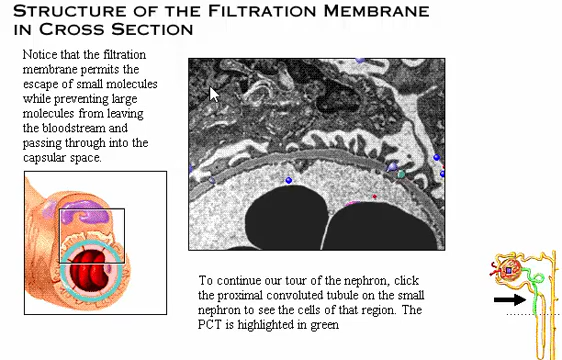 STRUCTURE OF THE FILTRATION MEMBRANE
IN CROSS SECTION
Notice that the filtration
membrane permits the
escape of small molecules
while preventing large
molecules from leaving
the bloodstream and
passing through into the
capsular space.
To continue our tour of the nephron, click
the proximal convoluted tubule on the small
nephron to see the cells of that region. The
PCT is highlighted in green